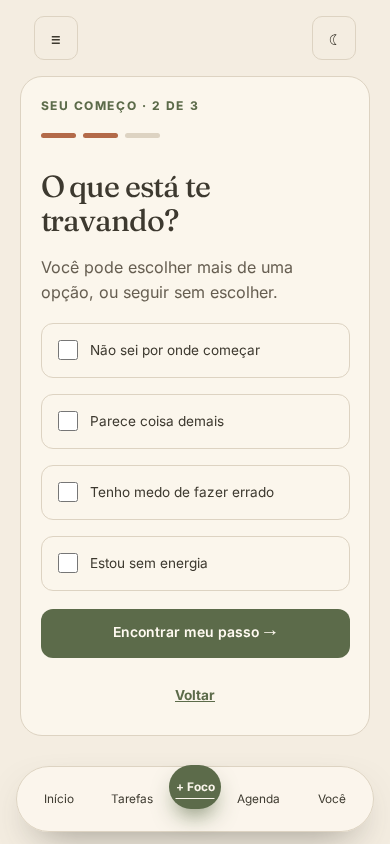 SEU COMEÇO · 2 DE 3
O que está te
travando?
Você pode escolher mais de uma
opção, ou seguir sem escolher.
Não sei por onde começar
Parece coisa demais
Tenho medo de fazer errado
Estou sem energia
Encontrar meu passo →
Voltar
Início
Tarefas
+ Foco
Agenda
Você